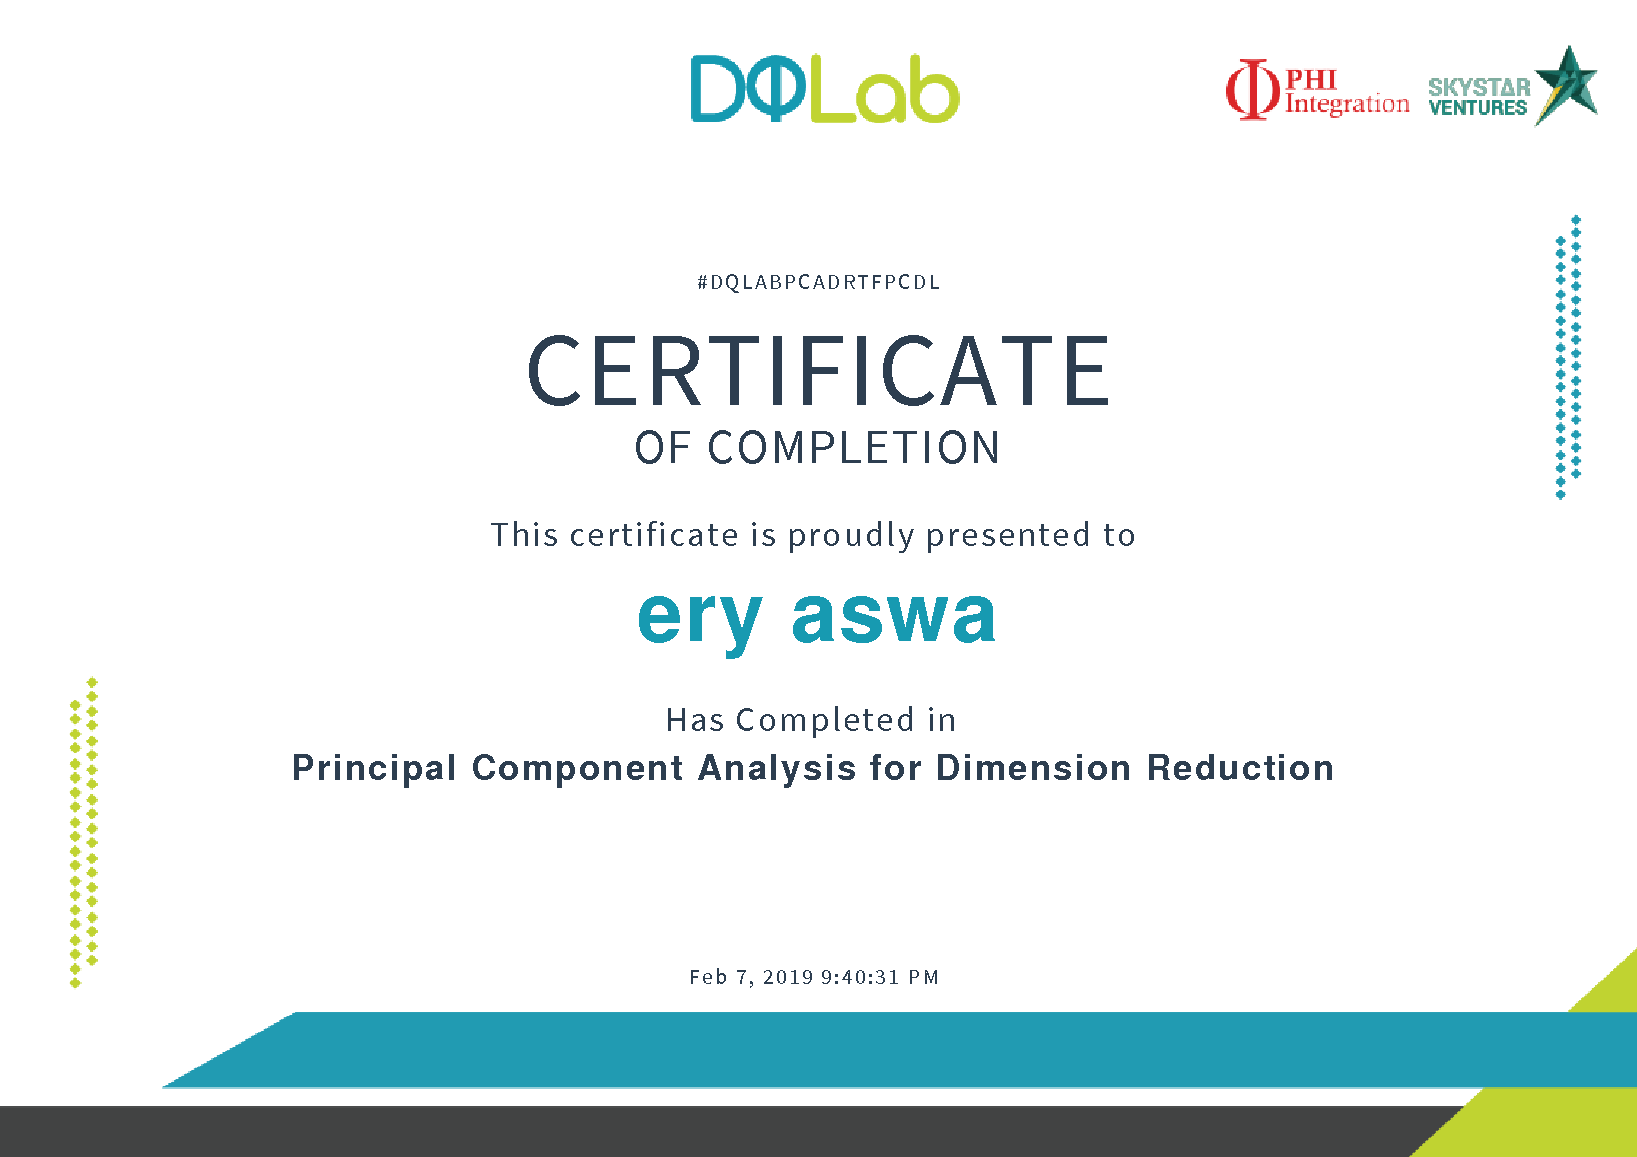 DQLab
PHI
Integration
SKYSTAR
VENTURES
#DQLABPCADRTFPCDL
CERTIFICATE
OF COMPLETION
This certificate is proudly presented to
ery aswa
Has Completed in
Principal Component Analysis for Dimension Reduction
Feb 7, 2019 9:40:31 PM